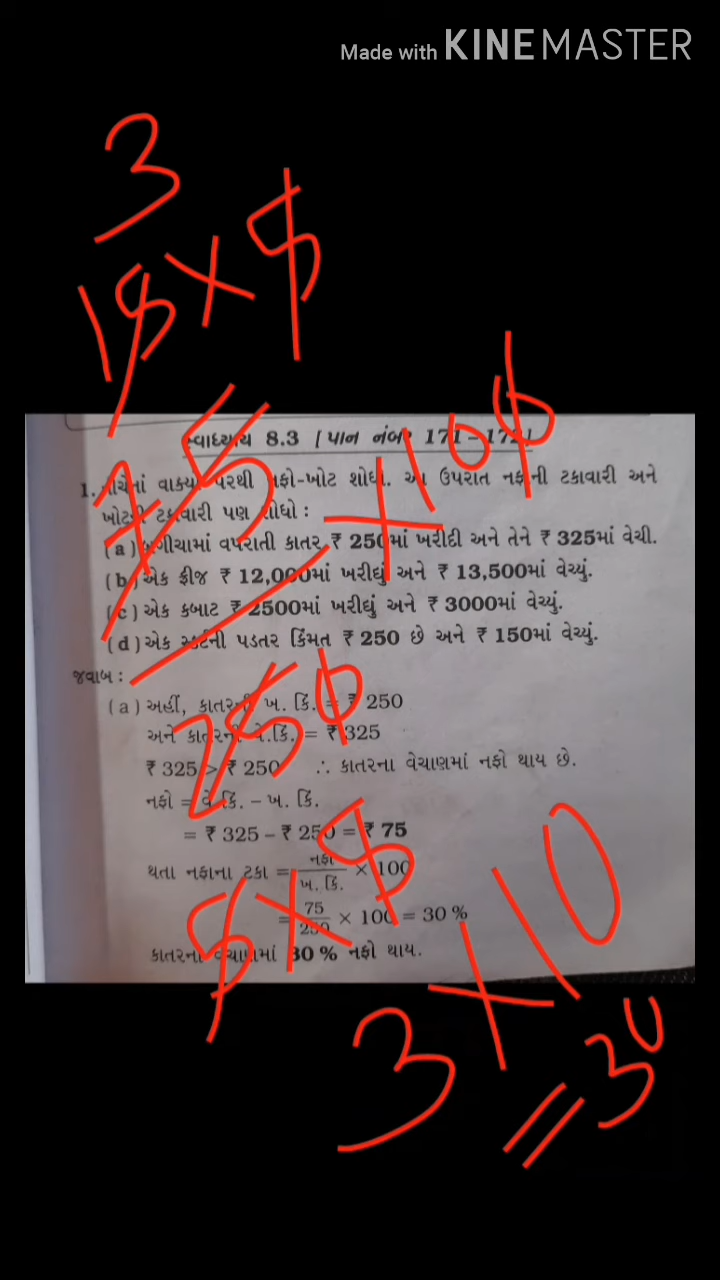 Made with KINEMASTER
3
15 × 5
75 × 100
સ્વાધ્યાય 8.3 [ પાન નંબર 171 – 172 ]
1. નીચેનાં વાક્યો પરથી નફો-ખોટ શોધો. આ ઉપરાત નફાની ટકાવારી અને
ખોટની ટકાવારી પણ શોધો :
(a) બગીચામાં વપરાતી કાતર ₹ 250માં ખરીદી અને તેને ₹ 325માં વેચી.
(b) એક ફ્રીજ ₹ 12,000માં ખરીદ્યું અને ₹ 13,500માં વેચ્યું.
(c) એક કબાટ ₹ 2500માં ખરીદ્યું અને ₹ 3000માં વેચ્યું.
(d) એક સ્કર્ટની પડતર કિંમત ₹ 250 છે અને ₹ 150માં વેચ્યું.
જવાબ :
(a) અહીં, કાતરની ખ. કિં. = ₹ 250
અને કાતરની વે.કિં. = ₹ 325
₹ 325 > ₹ 250 ∴ કાતરના વેચાણમાં નફો થાય છે.
250
નફો = વે. કિં. – ખ. કિં.
= ₹ 325 – ₹ 250 = ₹ 75
થતા નફાના ટકા = નફો / ખ. કિં. × 100
= 75 / 250 × 100 = 30 %
5 × 5
કાતરના વેચાણમાં 30 % નફો થાય.
3 × 10
= 30